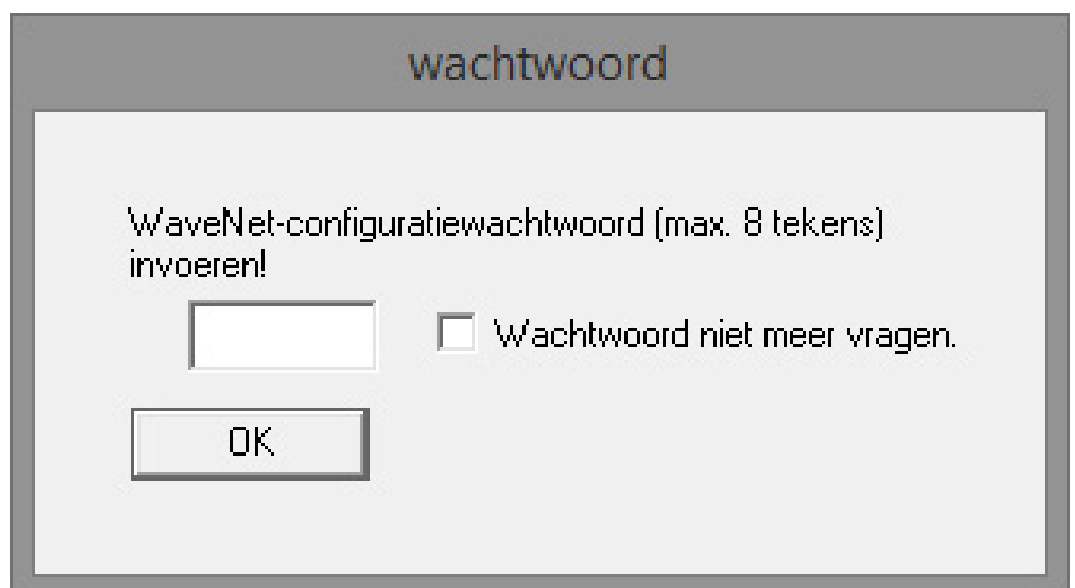 wachtwoord
WaveNet-configuratiewachtwoord (max. 8 tekens)
invoeren!
Wachtwoord niet meer vragen.
OK